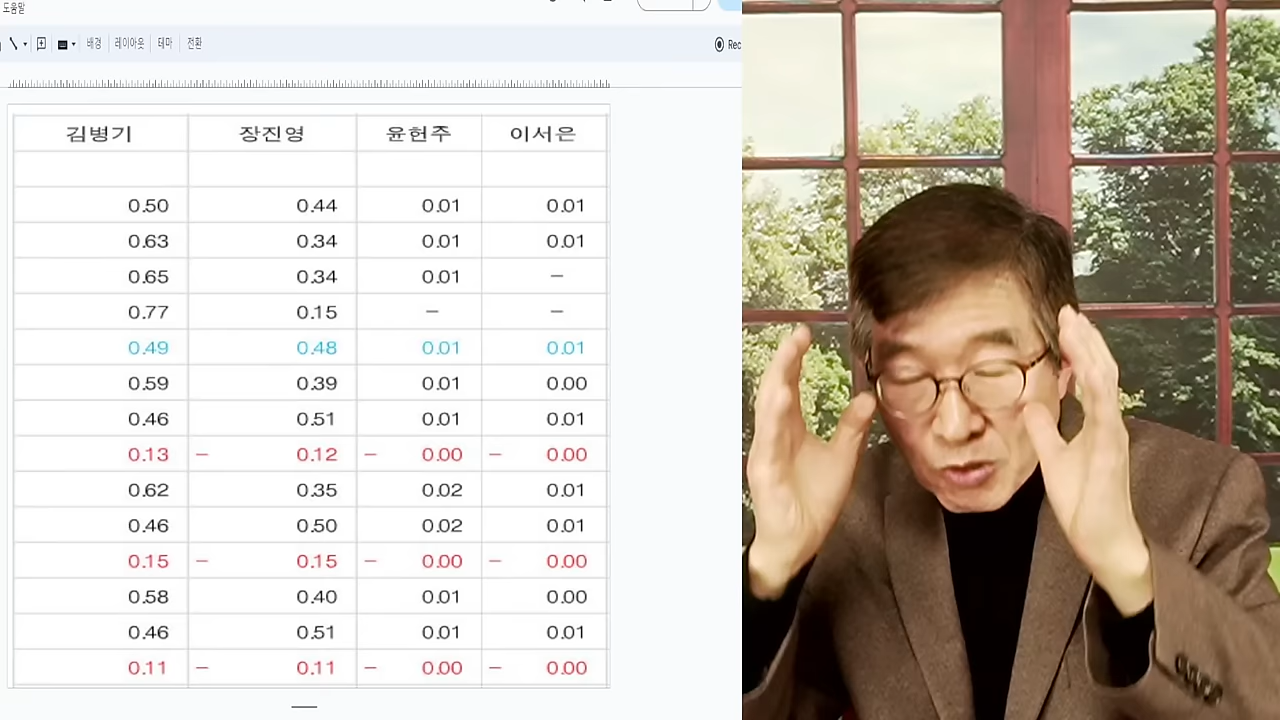 도움말
배경 레이아웃 테마 전환 Rec
김병기 장진영 윤헌주 이서은
0.50 0.44 0.01 0.01
0.63 0.34 0.01 0.01
0.65 0.34 0.01 –
0.77 0.15 – –
0.49 0.48 0.01 0.01
0.59 0.39 0.01 0.00
0.46 0.51 0.01 0.01
0.13 – 0.12 – 0.00 – 0.00
0.62 0.35 0.02 0.01
0.46 0.50 0.02 0.01
0.15 – 0.15 – 0.00 – 0.00
0.58 0.40 0.01 0.00
0.46 0.51 0.01 0.01
0.11 – 0.11 – 0.00 – 0.00